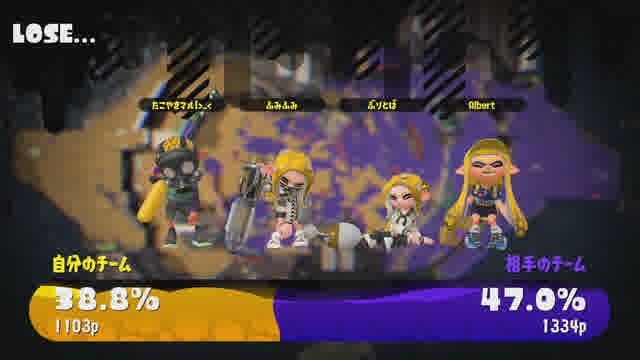 LOSE...
ふみふみ
ぷりとぼ
Albert
自分のチーム
相手のチーム
38.8%
47.0%
1103p
1334p